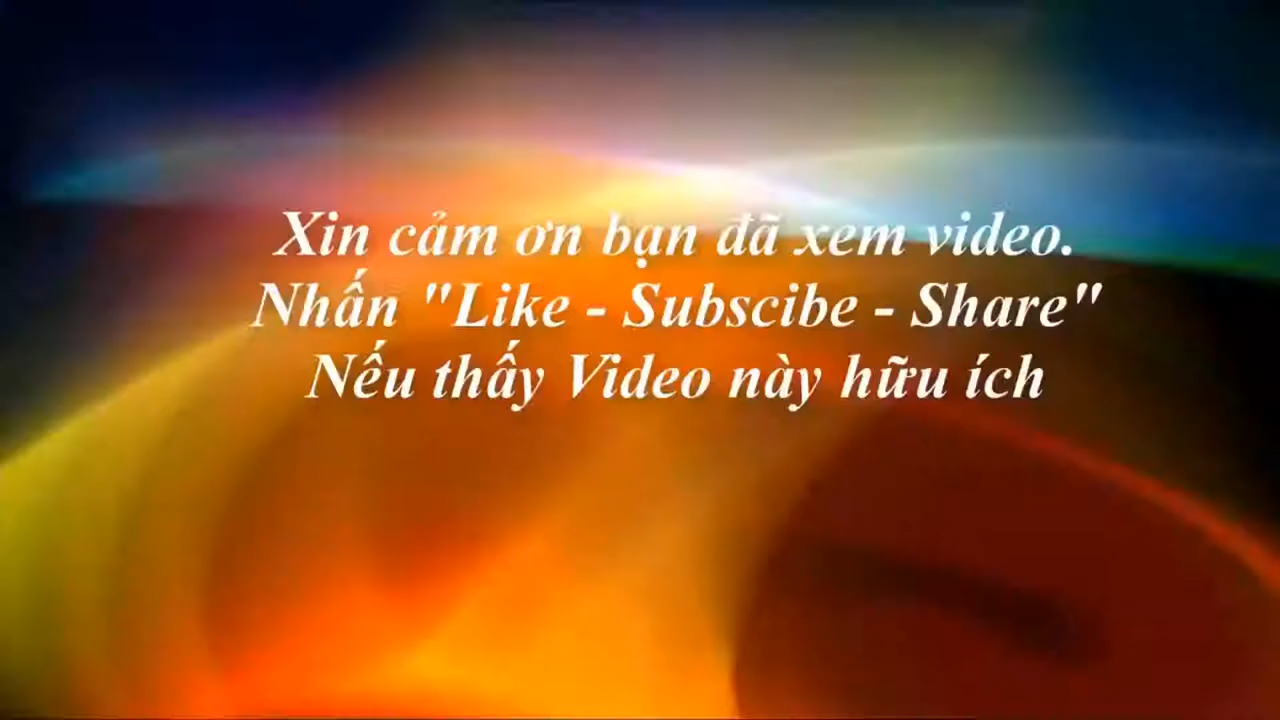 Xin cảm ơn bạn đã xem video.
Nhấn "Like - Subscibe - Share"
Nếu thấy Video này hữu ích